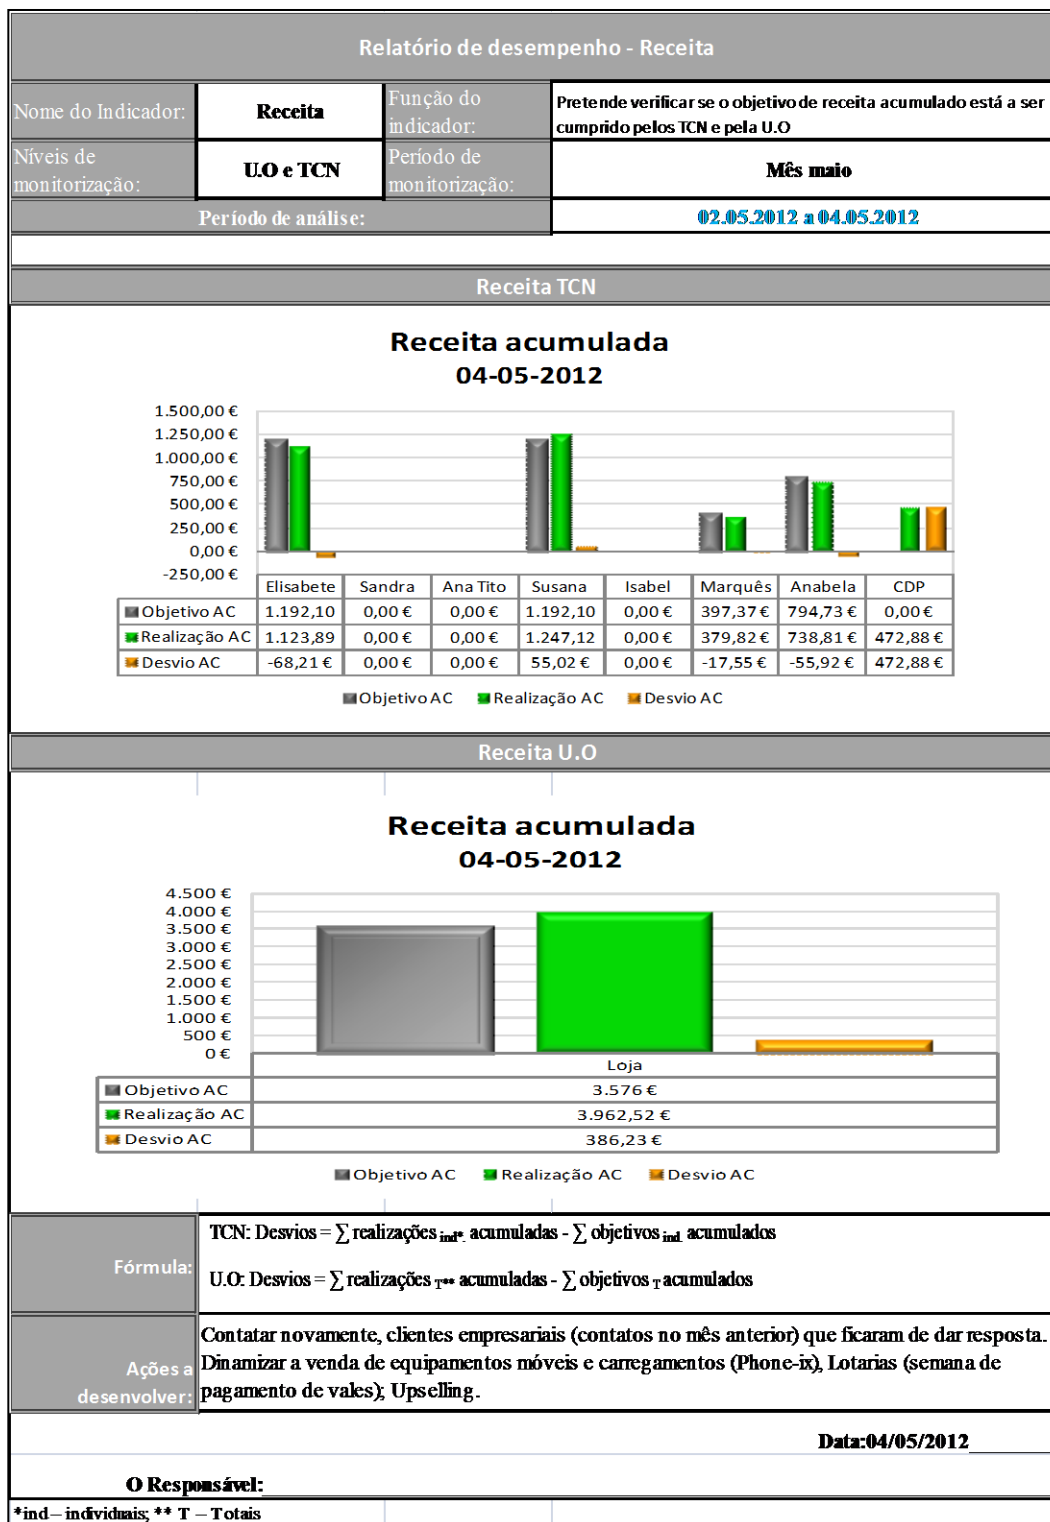 Relatório de desempenho - Receita
Nome do Indicador:
Receita
Função do
indicador:
Pretende verificar se o objetivo de receita acumulado está a ser
cumprido pelos TCN e pela U.O
Níveis de
monitorização:
U.O e TCN
Período de
monitorização:
Mês maio
Período de análise:
02.05.2012 a 04.05.2012
Receita TCN
Receita acumulada
04-05-2012
1.500,00 €
1.250,00 €
1.000,00 €
750,00 €
500,00 €
250,00 €
0,00 €
-250,00 €
Elisabete Sandra Ana Tito Susana Isabel Marquês Anabela CDP
Objetivo AC 1.192,10 0,00 € 0,00 € 1.192,10 0,00 € 397,37 € 794,73 € 0,00 €
Realização AC 1.123,89 0,00 € 0,00 € 1.247,12 0,00 € 379,82 € 738,81 € 472,88 €
Desvio AC -68,21 € 0,00 € 0,00 € 55,02 € 0,00 € -17,55 € -55,92 € 472,88 €
Objetivo AC Realização AC Desvio AC
Receita U.O
Receita acumulada
04-05-2012
4.500 €
4.000 €
3.500 €
3.000 €
2.500 €
2.000 €
1.500 €
1.000 €
500 €
0 €
Loja
Objetivo AC 3.576 €
Realização AC 3.962,52 €
Desvio AC 386,23 €
Objetivo AC Realização AC Desvio AC
Fórmula:
TCN: Desvios = ∑ realizações ind*. acumuladas - ∑ objetivos ind. acumulados
U.O: Desvios = ∑ realizações T** acumuladas - ∑ objetivos T acumulados
Ações a
desenvolver:
Contatar novamente, clientes empresariais (contatos no mês anterior) que ficaram de dar resposta.
Dinamizar a venda de equipamentos móveis e carregamentos (Phone-ix), Lotarias (semana de
pagamento de vales); Upselling.
Data:04/05/2012
O Responsável:
*ind – individuais; ** T – Totais